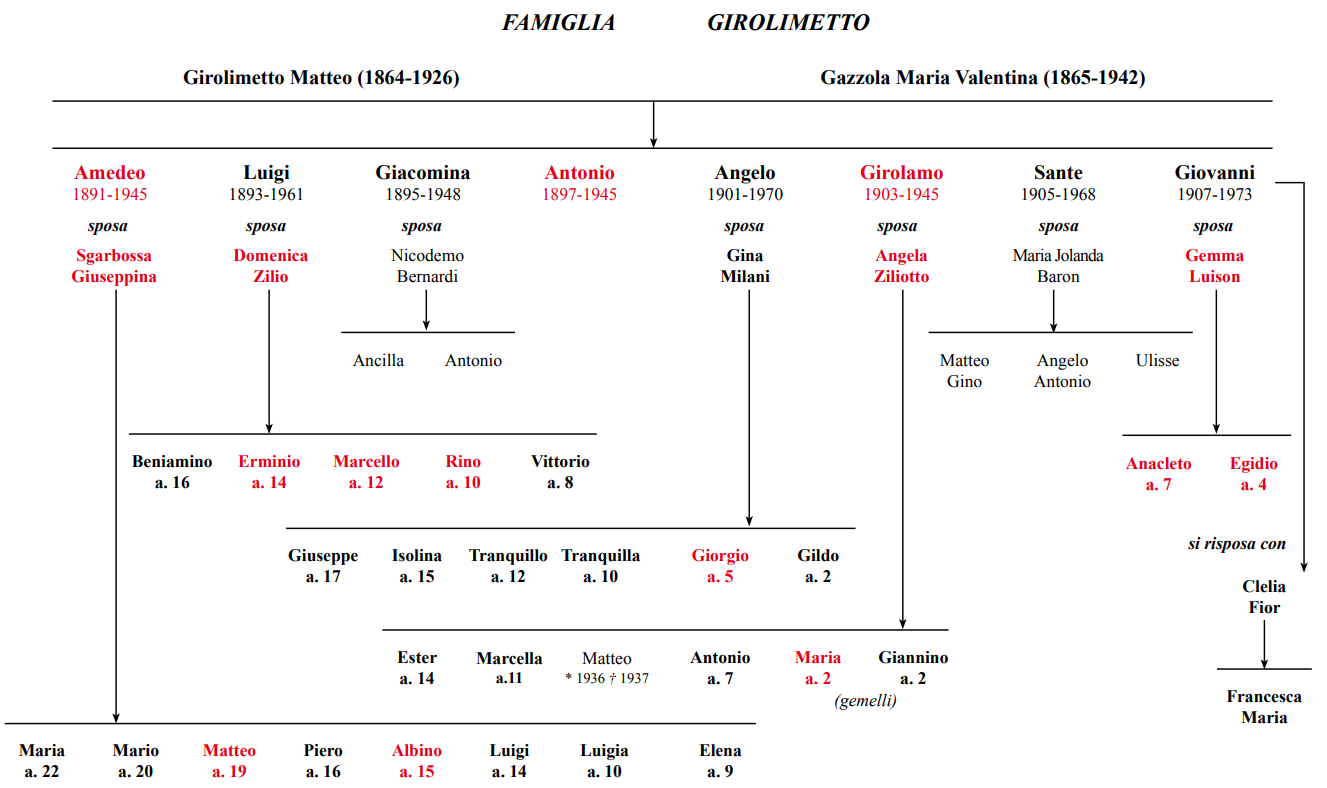 FAMIGLIA GIROLIMETTO
Girolimetto Matteo (1864-1926) Gazzola Maria Valentina (1865-1942)
Amedeo Luigi Giacomina Antonio Angelo Girolamo Sante Giovanni
1891-1945 1893-1961 1895-1948 1897-1945 1901-1970 1903-1945 1905-1968 1907-1973
sposa sposa sposa sposa sposa sposa sposa
Sgarbossa Domenica Nicodemo Gina Angela Maria Jolanda Gemma
Giuseppina Zilio Bernardi Milani Ziliotto Baron Luison
Ancilla Antonio Matteo Angelo Ulisse
Gino Antonio
Beniamino Erminio Marcello Rino Vittorio Anacleto Egidio
a. 16 a. 14 a. 12 a. 10 a. 8 a. 7 a. 4
si risposa con
Giuseppe Isolina Tranquillo Tranquilla Giorgio Gildo
a. 17 a. 15 a. 12 a. 10 a. 5 a. 2
Clelia
Fior
Ester Marcella Matteo Antonio Maria Giannino
a. 14 a.11 * 1936 † 1937 a. 7 a. 2 a. 2
(gemelli)
Francesca
Maria
Maria Mario Matteo Piero Albino Luigi Luigia Elena
a. 22 a. 20 a. 19 a. 16 a. 15 a. 14 a. 10 a. 9